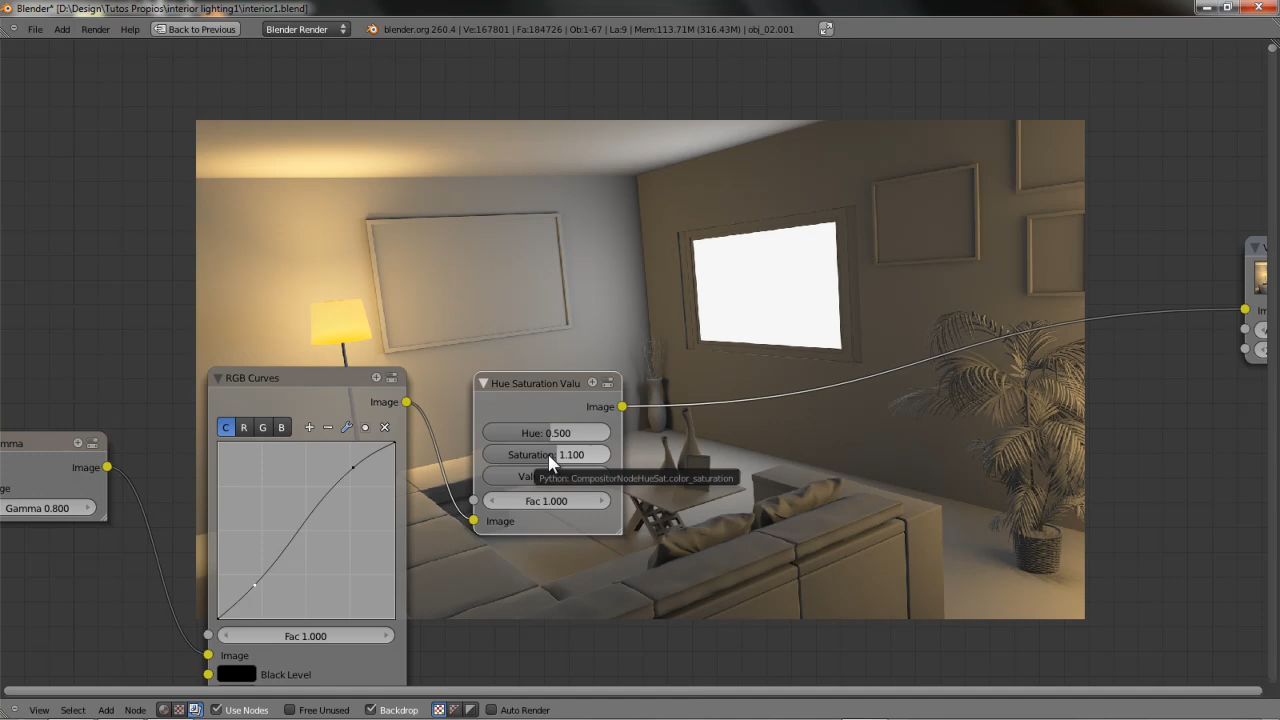 Blender* [D:\Design\Tutos Propios\interior lighting1\interior1.blend]
File Add Render Help Back to Previous Blender Render blender.org 260.4 | Ve:167801 | Fa:184726 | Ob:1-67 | La:9 | Mem:113.71M (316.43M) | obj_02.001
RGB Curves
Image
C R G B
Fac 1.000
Image
Black Level
Hue Saturation Valu
Image
Hue: 0.500
Saturation: 1.100
Val
Python: CompositorNodeHueSat.color_saturation
Fac 1.000
Image
mma
Image
ge
Gamma 0.800
V
Im
View Select Add Node Use Nodes Free Unused Backdrop Auto Render